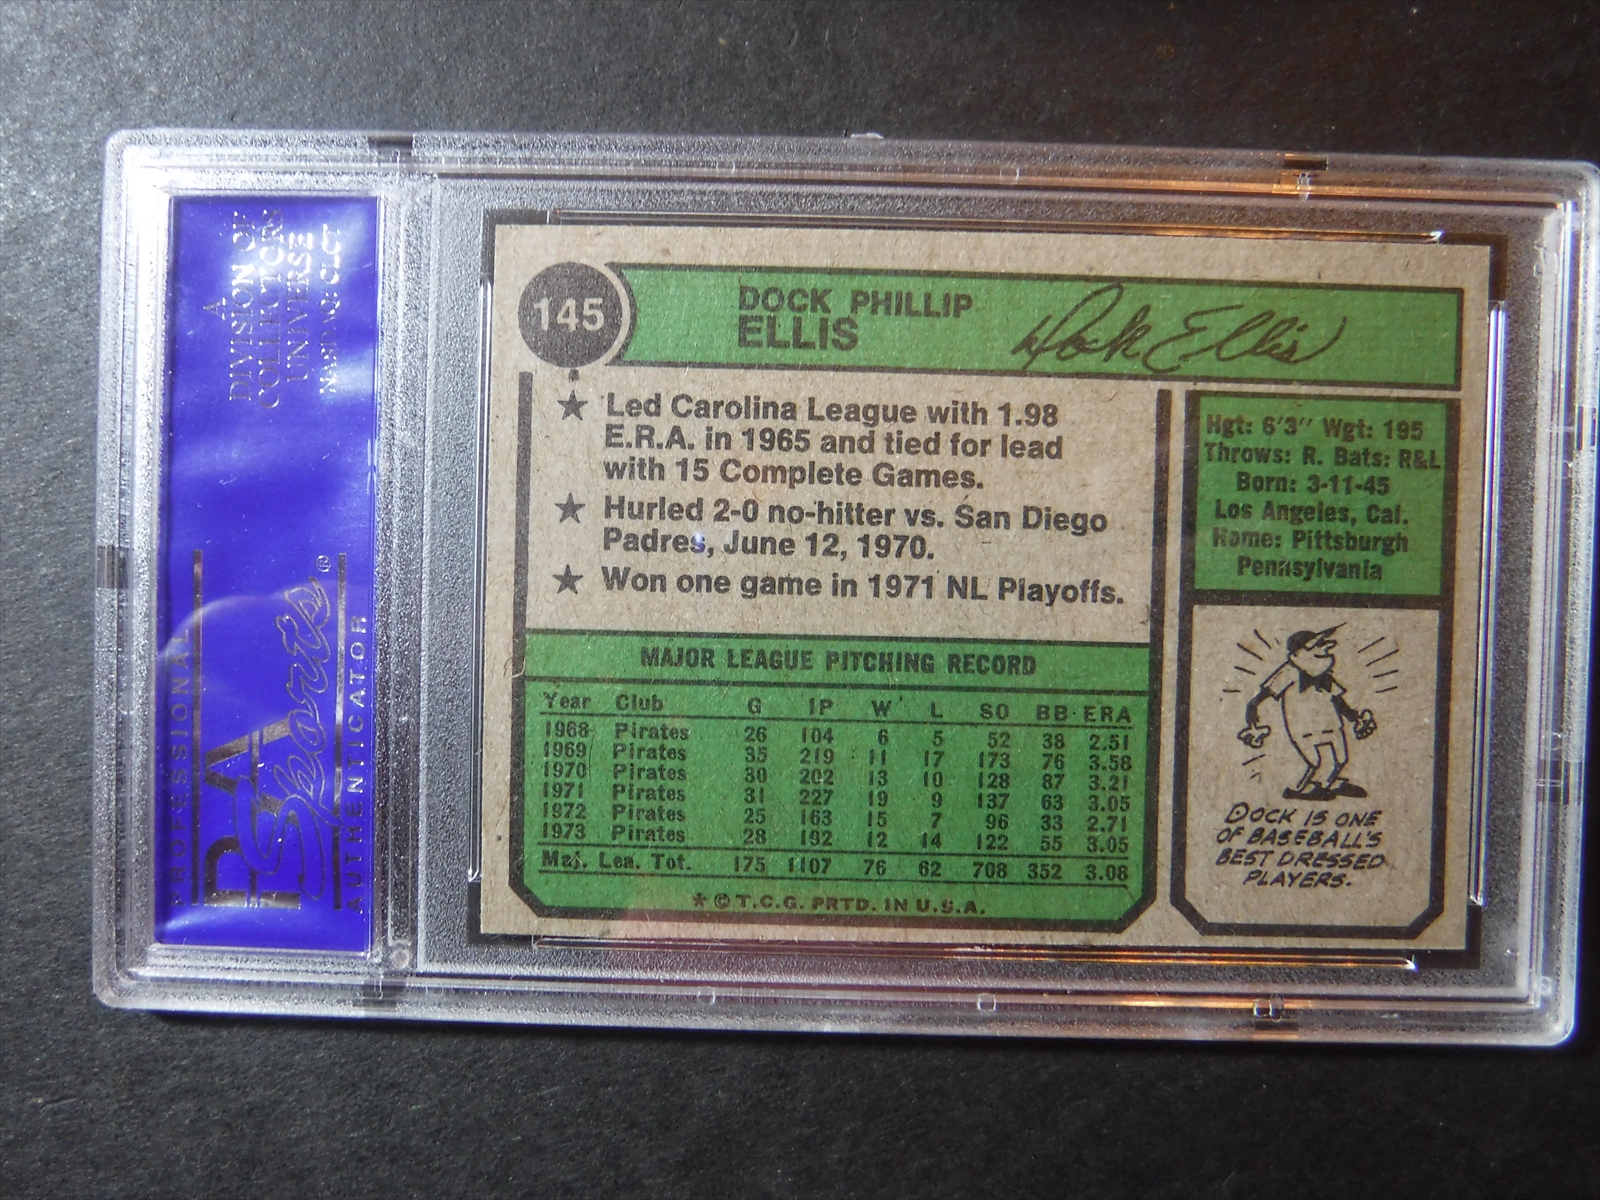 A
DIVISION OF
COLLECTORS
UNIVERSE
NASDAQ: CLCT
PROFESSIONAL
PSA
Sports®
AUTHENTICATOR
145
DOCK PHILLIP
ELLIS
Dock Ellis
★ Led Carolina League with 1.98
E.R.A. in 1965 and tied for lead
with 15 Complete Games.
★ Hurled 2-0 no-hitter vs. San Diego
Padres, June 12, 1970.
★ Won one game in 1971 NL Playoffs.
Hgt: 6'3" Wgt: 195
Throws: R. Bats: R&L
Born: 3-11-45
Los Angeles, Cal.
Home: Pittsburgh
Pennsylvania
MAJOR LEAGUE PITCHING RECORD
Year Club G IP W L SO BB ERA
1968 Pirates 26 104 6 5 52 38 2.51
1969 Pirates 35 219 11 17 173 76 3.58
1970 Pirates 30 202 13 10 128 87 3.21
1971 Pirates 31 227 19 9 137 63 3.05
1972 Pirates 25 163 15 7 96 33 2.71
1973 Pirates 28 192 12 14 122 55 3.05
Maj. Lea. Tot. 175 1107 76 62 708 352 3.08
★ © T.C.G. PRTD. IN U.S.A.
DOCK IS ONE
OF BASEBALL'S
BEST DRESSED
PLAYERS.